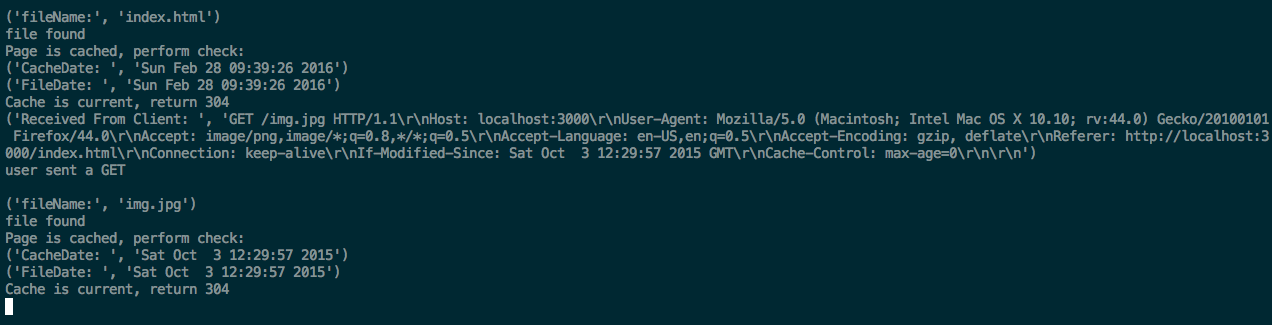 ('fileName:', 'index.html')
file found
Page is cached, perform check:
('CacheDate: ', 'Sun Feb 28 09:39:26 2016')
('FileDate: ', 'Sun Feb 28 09:39:26 2016')
Cache is current, return 304
('Received From Client: ', 'GET /img.jpg HTTP/1.1\r\nHost: localhost:3000\r\nUser-Agent: Mozilla/5.0 (Macintosh; Intel Mac OS X 10.10; rv:44.0) Gecko/20100101
Firefox/44.0\r\nAccept: image/png,image/*;q=0.8,*/*;q=0.5\r\nAccept-Language: en-US,en;q=0.5\r\nAccept-Encoding: gzip, deflate\r\nReferer: http://localhost:3
000/index.html\r\nConnection: keep-alive\r\nIf-Modified-Since: Sat Oct  3 12:29:57 2015 GMT\r\nCache-Control: max-age=0\r\n\r\n')
user sent a GET
('fileName:', 'img.jpg')
file found
Page is cached, perform check:
('CacheDate: ', 'Sat Oct  3 12:29:57 2015')
('FileDate: ', 'Sat Oct  3 12:29:57 2015')
Cache is current, return 304